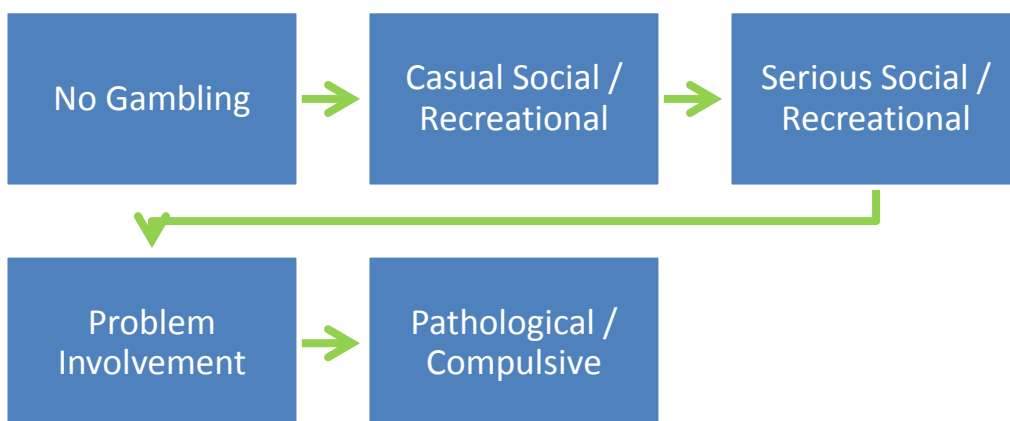 No Gambling
Casual Social /
Recreational
Serious Social /
Recreational
Problem
Involvement
Pathological /
Compulsive